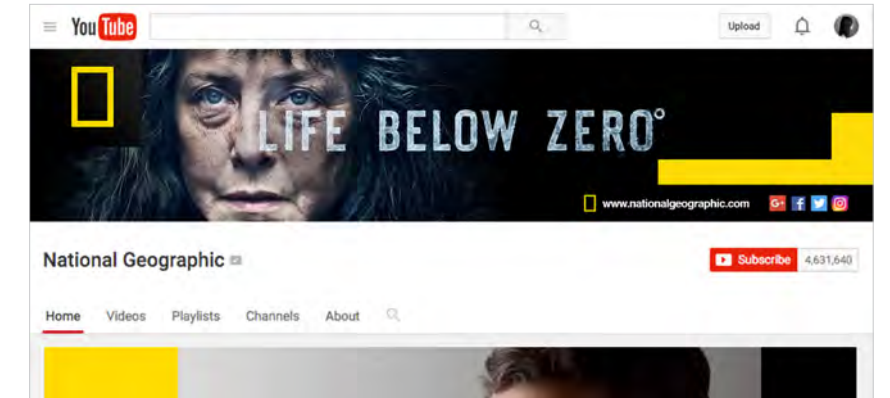 YouTube
Upload
LIFE BELOW ZERO°
www.nationalgeographic.com G+ f
National Geographic
Subscribe 4,631,640
Home Videos Playlists Channels About